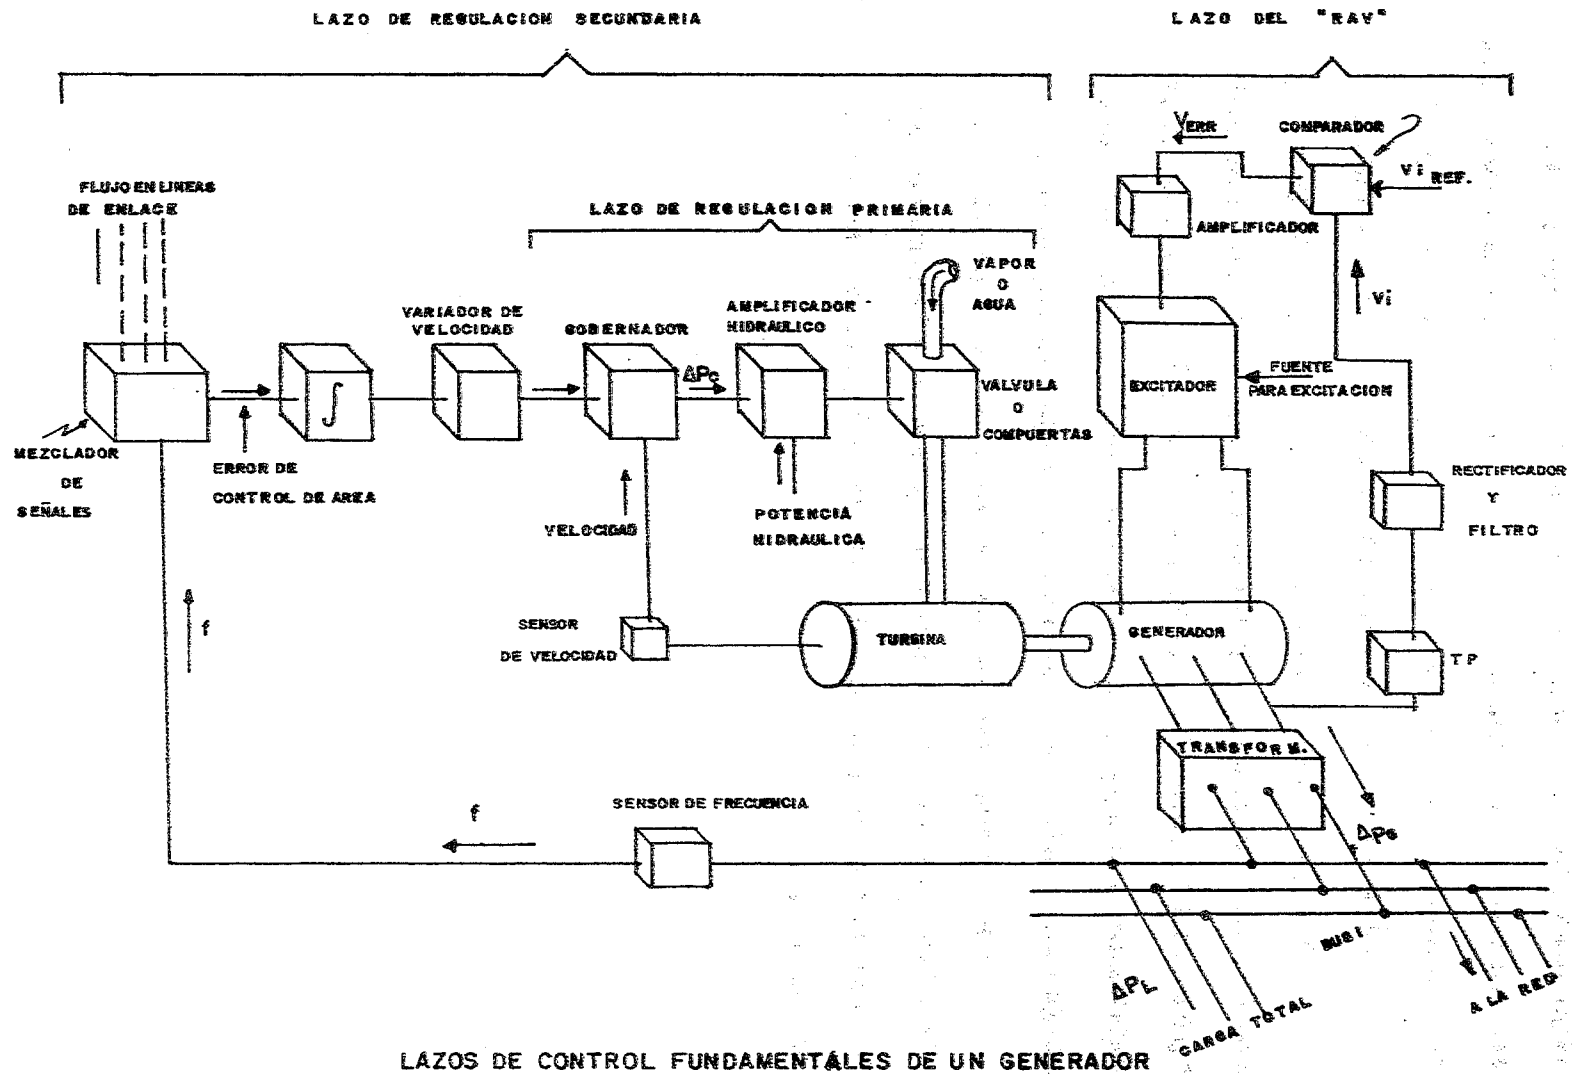 LAZO DE REGULACION SECUNDARIA
LAZO DEL "RAV"
VERR
COMPARADOR
Vi REF.
FLUJO EN LINEAS
DE ENLACE
LAZO DE REGULACION PRIMARIA
AMPLIFICADOR
VAPOR
O
AGUA
Vi
VARIADOR DE
VELOCIDAD
GOBERNADOR
AMPLIFICADOR
HIDRAULICO
ΔPc
∫
VALVULA
O
COMPUERTAS
EXCITADOR
FUENTE
PARA EXCITACION
MEZCLADOR
DE
SEÑALES
ERROR DE
CONTROL DE AREA
VELOCIDAD
POTENCIA
HIDRAULICA
RECTIFICADOR
Y
FILTRO
f
SENSOR
DE VELOCIDAD
TURBINA
GENERADOR
TP
TRANSFORM.
f
SENSOR DE FRECUENCIA
ΔPG
BUS i
ΔPL
CARGA TOTAL
A LA RED
LAZOS DE CONTROL FUNDAMENTALES DE UN GENERADOR